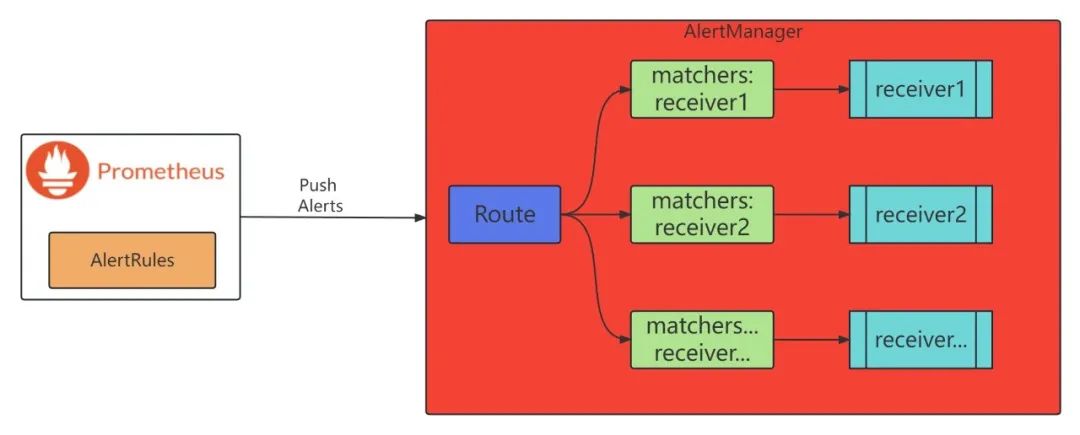 AlertManager
matchers:
receiver1
receiver1
Prometheus
Push
Alerts
Route
matchers:
receiver2
receiver2
AlertRules
matchers...
receiver...
receiver...